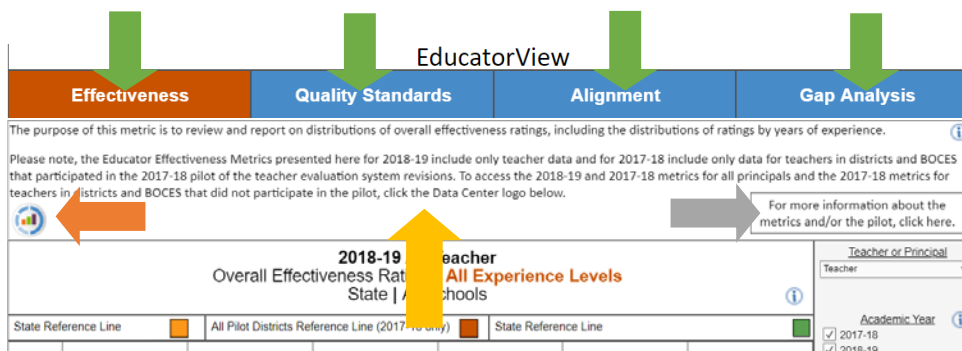 EducatorView
Effectiveness
Quality Standards
Alignment
Gap Analysis
The purpose of this metric is to review and report on distributions of overall effectiveness ratings, including the distributions of ratings by years of experience.
Please note, the Educator Effectiveness Metrics presented here for 2018-19 include only teacher data and for 2017-18 include only data for teachers in districts and BOCES
that participated in the 2017-18 pilot of the teacher evaluation system revisions. To access the 2018-19 and 2017-18 metrics for all principals and the 2017-18 metrics for
teachers in districts and BOCES that did not participate in the pilot, click the Data Center logo below.
For more information about the
metrics and/or the pilot, click here.
2018-19 Teacher
Overall Effectiveness All Experience Levels
State | Schools
Teacher or Principal
Teacher
State Reference Line
All Pilot Districts Reference Line (2017-18 only)
State Reference Line
Academic Year
2017-18
2018-19